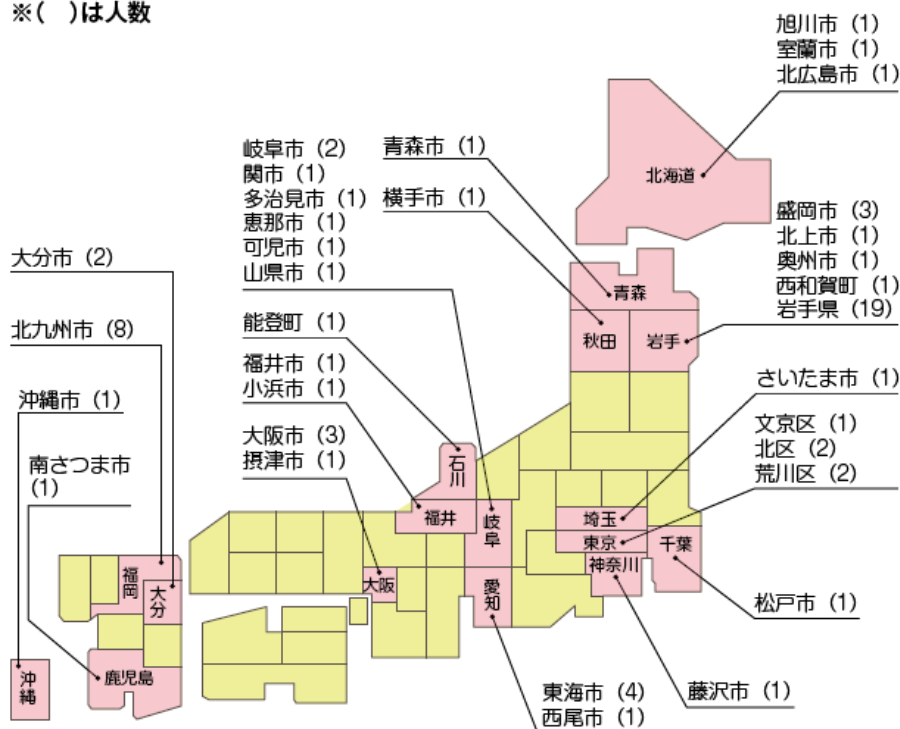 ※(　)は人数
旭川市（1）
室蘭市（1）
北広島市（1）
北海道
岐阜市（2）
関市（1）
多治見市（1）
恵那市（1）
可児市（1）
山県市（1）
青森市（1）
横手市（1）
盛岡市（3）
北上市（1）
奥州市（1）
西和賀町（1）
岩手県（19）
青森
秋田
岩手
大分市（2）
北九州市（8）
沖縄市（1）
南さつま市
（1）
能登町（1）
福井市（1）
小浜市（1）
大阪市（3）
摂津市（1）
さいたま市（1）
文京区（1）
北区（2）
荒川区（2）
石川
福井
岐阜
埼玉
東京
神奈川
千葉
福岡
大分
大阪
愛知
鹿児島
沖縄
松戸市（1）
藤沢市（1）
東海市（4）
西尾市（1）